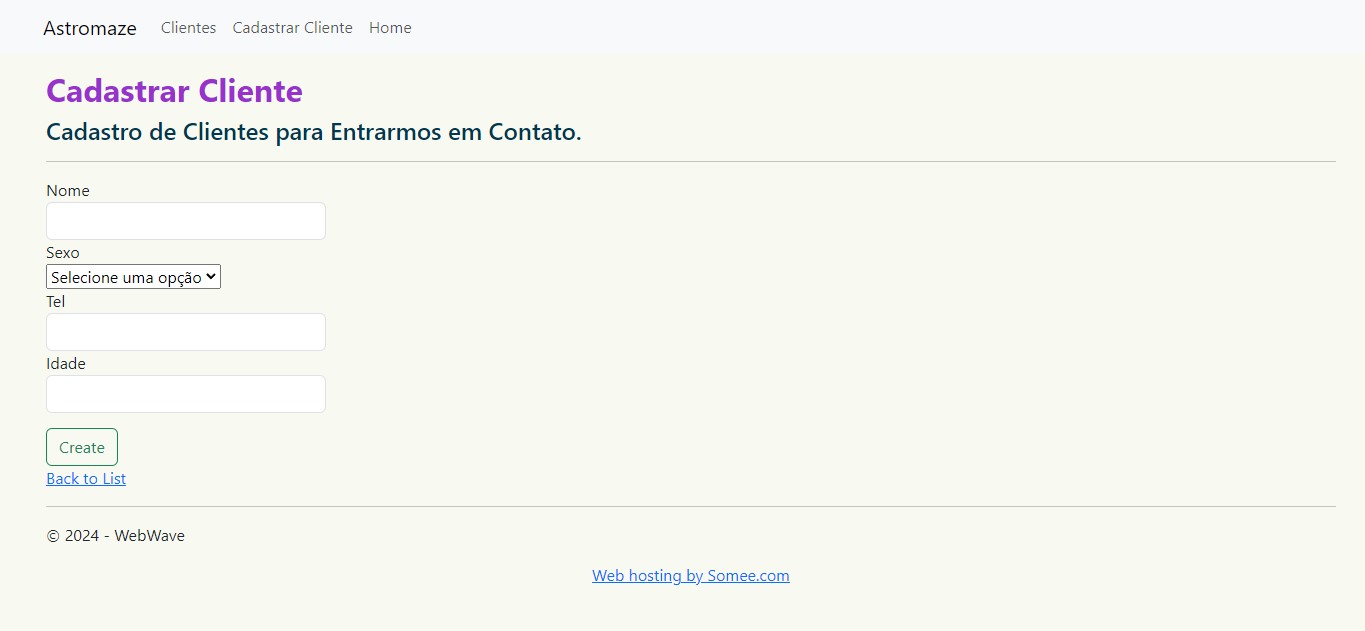 Astromaze Clientes Cadastrar Cliente Home
Cadastrar Cliente
Cadastro de Clientes para Entrarmos em Contato.
Nome
Sexo
Selecione uma opção
Tel
Idade
Create
Back to List
© 2024 - WebWave
Web hosting by Somee.com